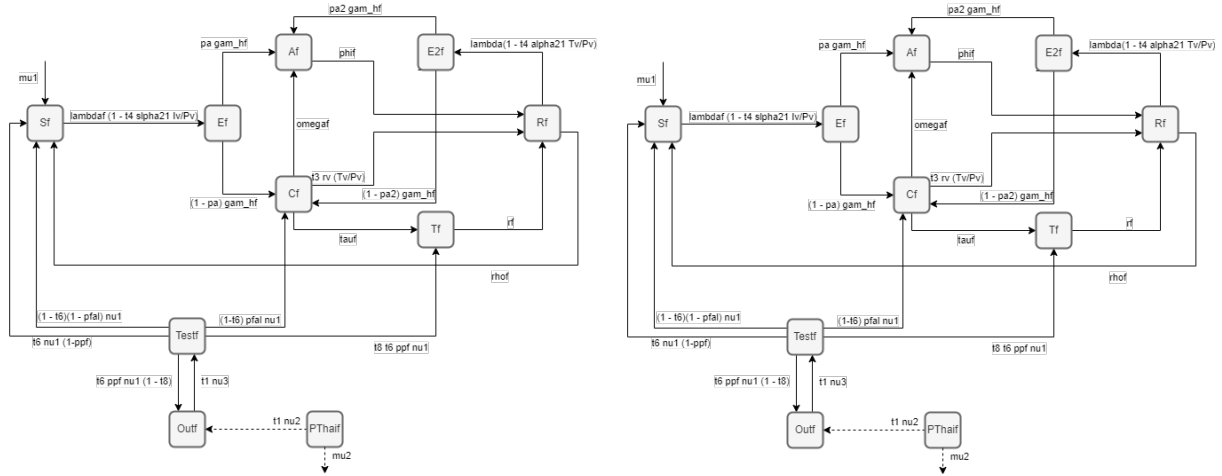 pa2 gam_hf
pa gam_hf
Af
E2f
lambda(1 - t4 alpha21 Tv/Pv)
phif
mu1
Sf
lambdaf (1 - t4 slpha21 Iv/Pv)
Ef
omegaf
Rf
t3 rv (Tv/Pv)
Cf
(1 - pa) gam_hf
(1 - pa2) gam_hf
Tf
rf
tauf
rhof
(1 - t6)(1 - pfal) nu1
Testf
(1-t6) pfal nu1
t6 nu1 (1-ppf)
t8 t6 ppf nu1
t6 ppf nu1 (1 - t8)
t1 nu3
Outf
t1 nu2
PThaif
mu2
pa2 gam_hf
pa gam_hf
Af
E2f
lambda(1 - t4 alpha21 Tv/Pv)
phif
mu1
Sf
lambdaf (1 - t4 slpha21 Iv/Pv)
Ef
omegaf
Rf
t3 rv (Tv/Pv)
Cf
(1 - pa) gam_hf
(1 - pa2) gam_hf
Tf
rf
tauf
rhof
(1 - t6)(1 - pfal) nu1
Testf
(1-t6) pfal nu1
t6 nu1 (1-ppf)
t8 t6 ppf nu1
t6 ppf nu1 (1 - t8)
t1 nu3
Outf
t1 nu2
PThaif
mu2